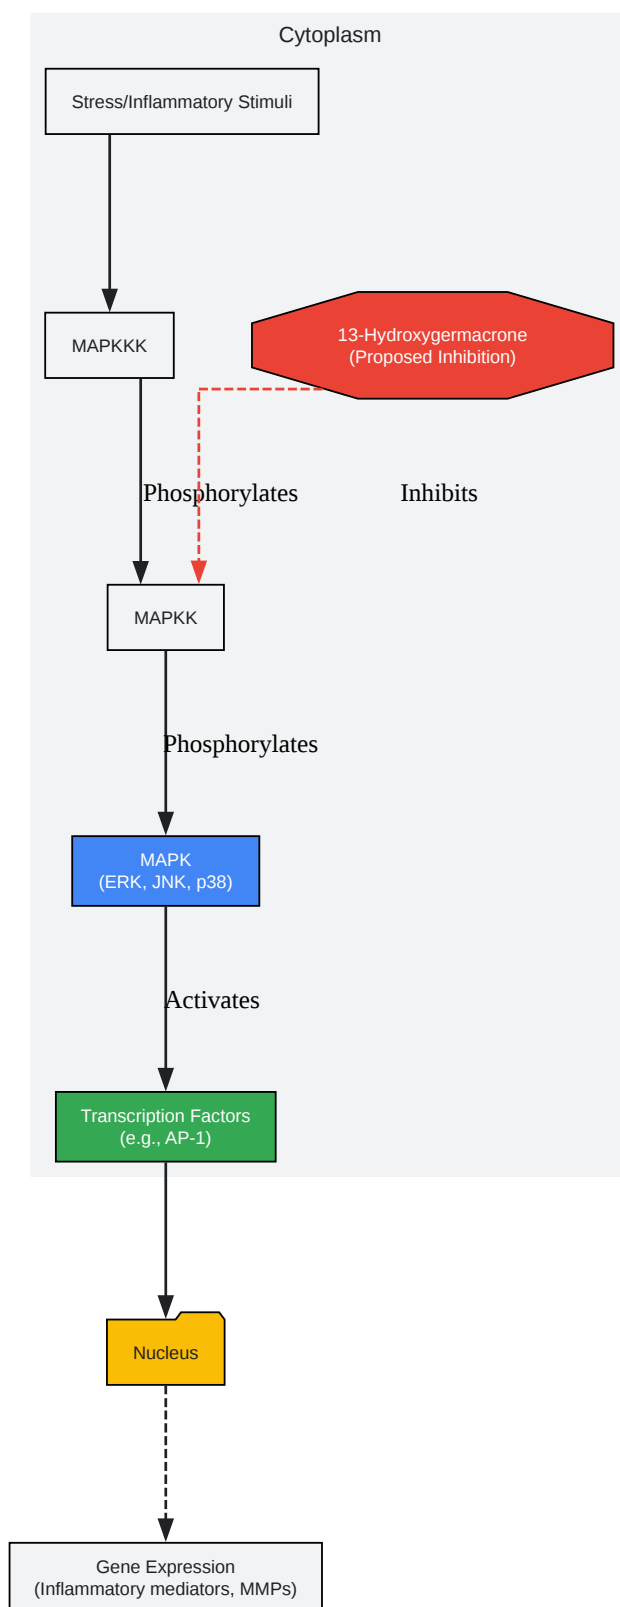 Cytoplasm
Stress/Inflammatory Stimuli
MAPKKK
13-Hydroxygermacrone
(Proposed Inhibition)
Phosphorylates
Inhibits
MAPKK
Phosphorylates
MAPK
(ERK, JNK, p38)
Activates
Transcription Factors
(e.g., AP-1)
Nucleus
Gene Expression
(Inflammatory mediators, MMPs)